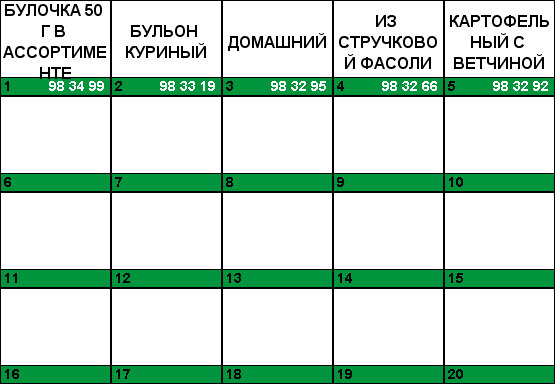 БУЛОЧКА 50
Г В
АССОРТИМЕ
НТЕ
БУЛЬОН
КУРИНЫЙ
ДОМАШНИЙ
ИЗ
СТРУЧКОВО
Й ФАСОЛИ
КАРТОФЕЛЬ
НЫЙ С
ВЕТЧИНОЙ
1 98 34 99
2 98 33 19
3 98 32 95
4 98 32 66
5 98 32 92
6
7
8
9
10
11
12
13
14
15
16
17
18
19
20